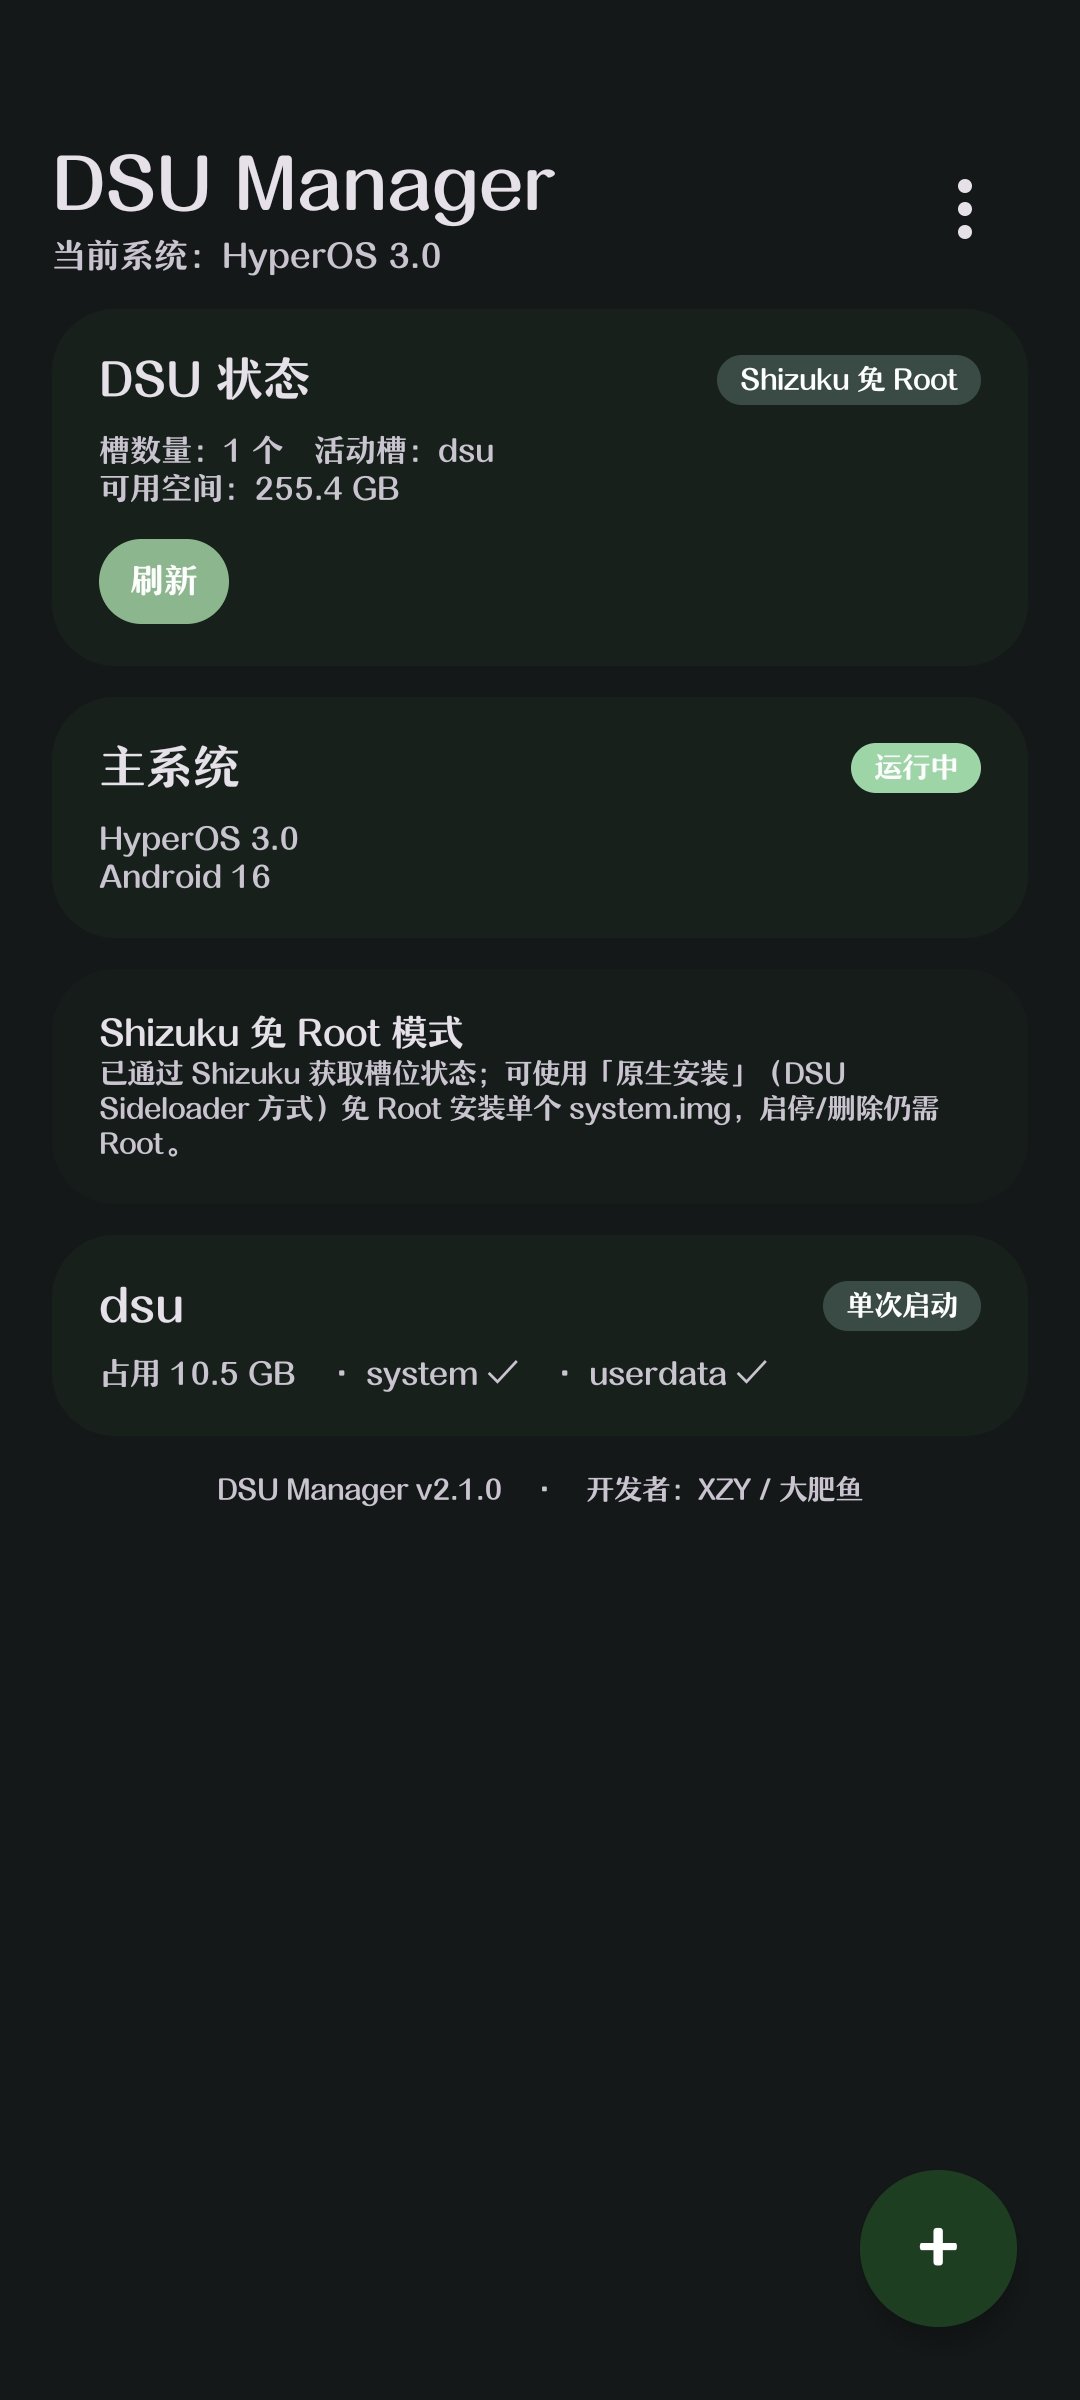 DSU Manager
当前系统：HyperOS 3.0
DSU 状态
Shizuku 免 Root
槽数量：1 个　活动槽：dsu
可用空间：255.4 GB
刷新
主系统
运行中
HyperOS 3.0
Android 16
Shizuku 免 Root 模式
已通过 Shizuku 获取槽位状态；可使用「原生安装」（DSU
Sideloader 方式）免 Root 安装单个 system.img，启停/删除仍需
Root。
dsu
单次启动
占用 10.5 GB　· system ✓　· userdata ✓
DSU Manager v2.1.0　·　开发者：XZY / 大肥鱼